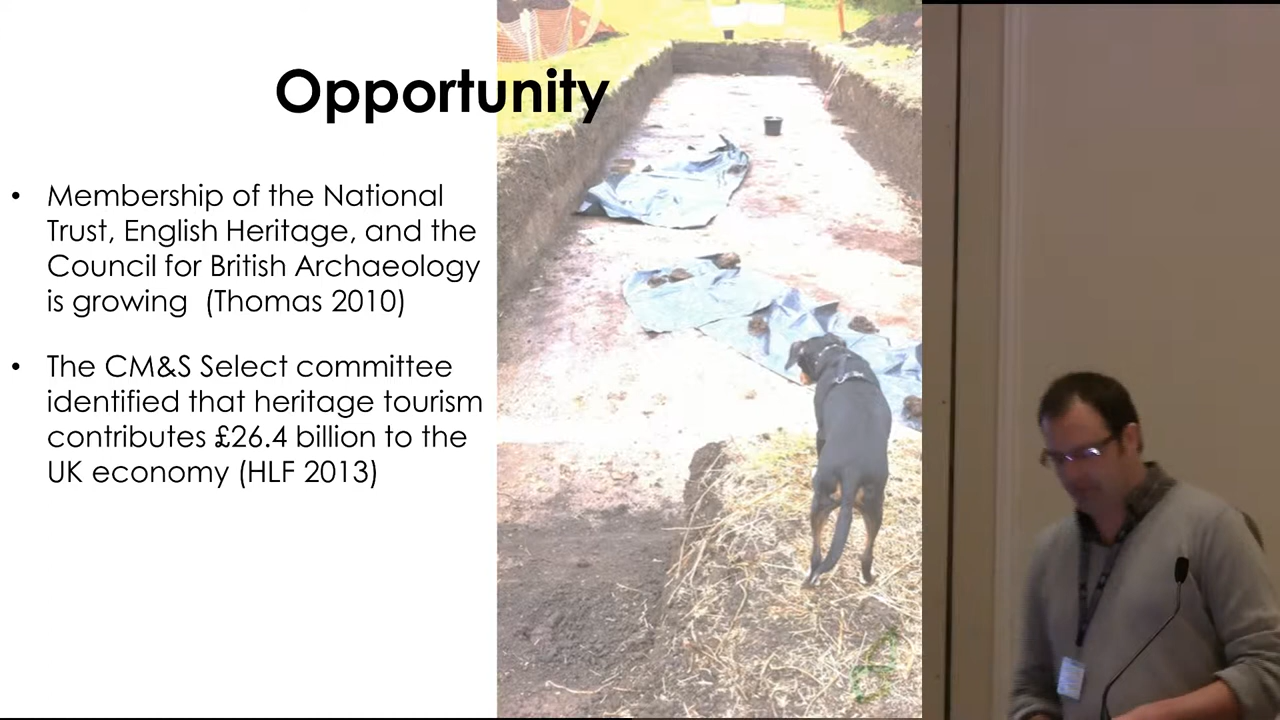 Opportunity
• Membership of the National
Trust, English Heritage, and the
Council for British Archaeology
is growing  (Thomas 2010)
• The CM&S Select committee
identified that heritage tourism
contributes £26.4 billion to the
UK economy (HLF 2013)